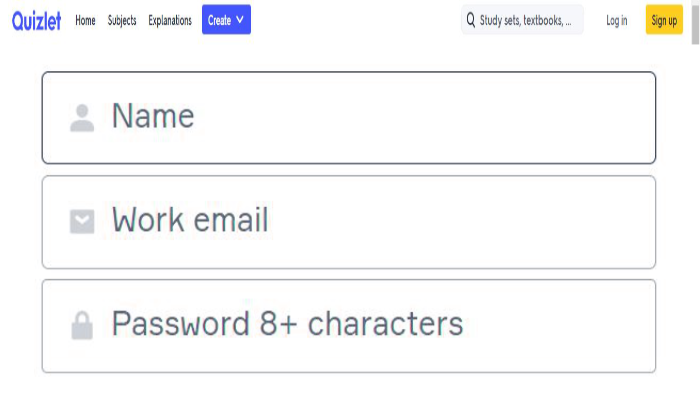 Quizlet Home Subjects Explanations Create Study sets, textbooks, ... Log in Sign up
Name
Work email
Password 8+ characters